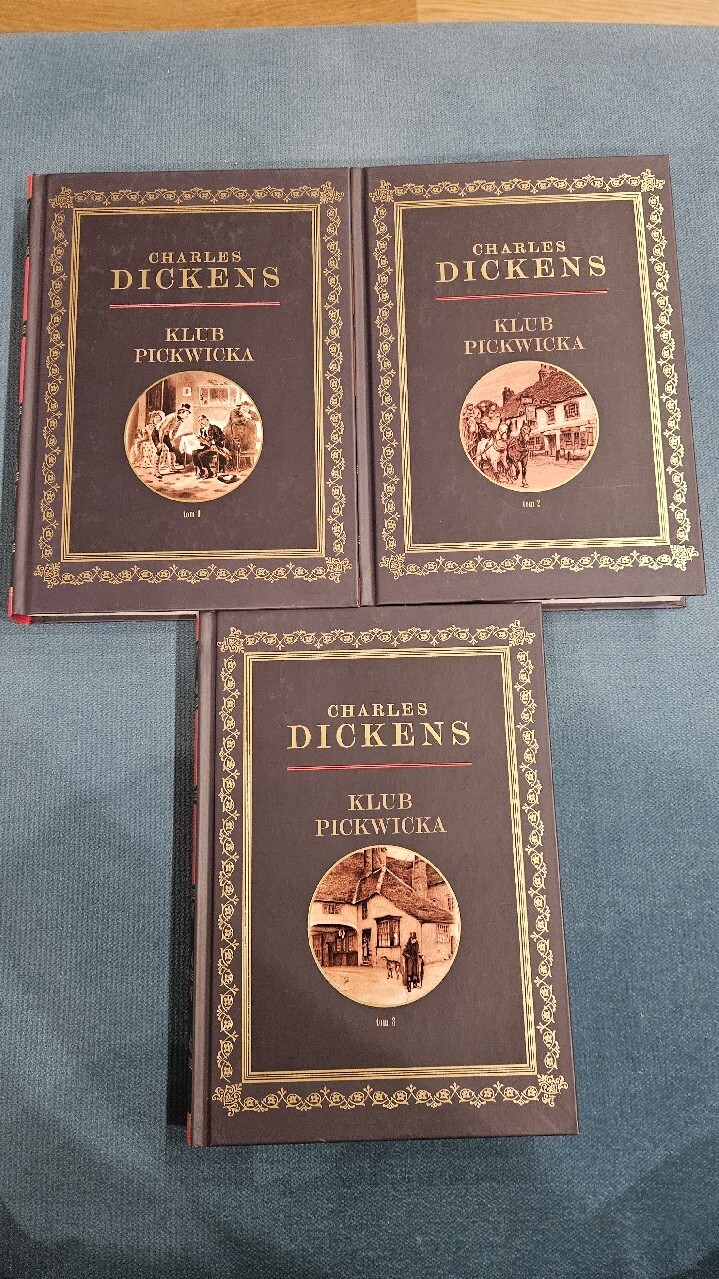 CHARLES
DICKENS
KLUB
PICKWICKA
tom 1
CHARLES
DICKENS
KLUB
PICKWICKA
tom 2
CHARLES
DICKENS
KLUB
PICKWICKA
tom 3